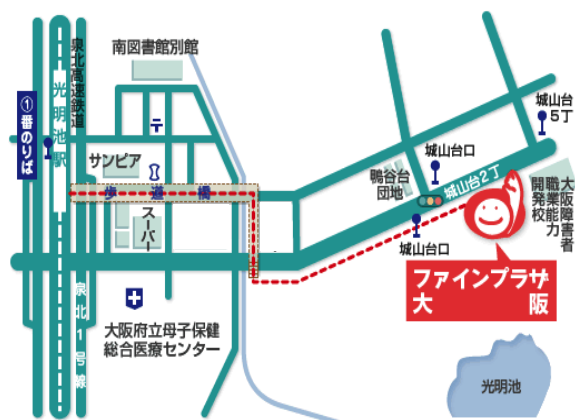 南図書館別館
泉北高速鉄道
光明池駅
①番のりば
〒
サンピア
歩道橋
スーパー
泉北1号線
大阪府立母子保健
総合医療センター
鴨谷台
団地
城山台口
城山台2丁
城山台
5丁
城山台口
大阪障害者
職業能力
開発校
ファインプラザ
大阪
光明池